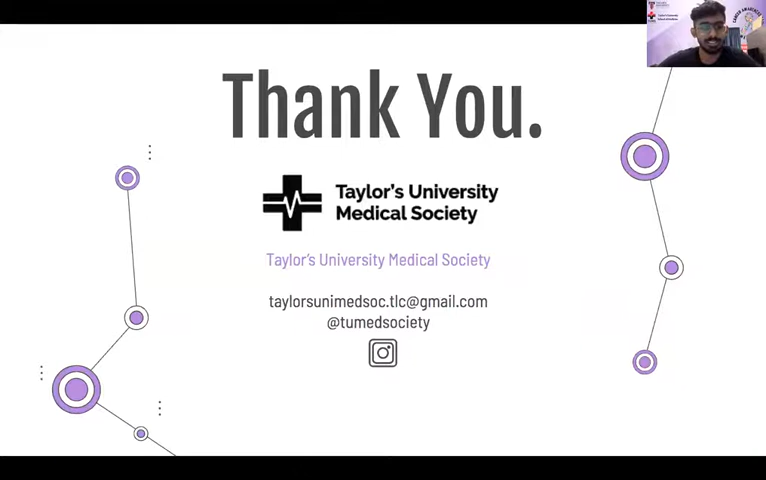 Thank You.
Taylor's University
Medical Society
Taylor's University Medical Society
taylorsunimedsoc.tlc@gmail.com
@tumedsociety